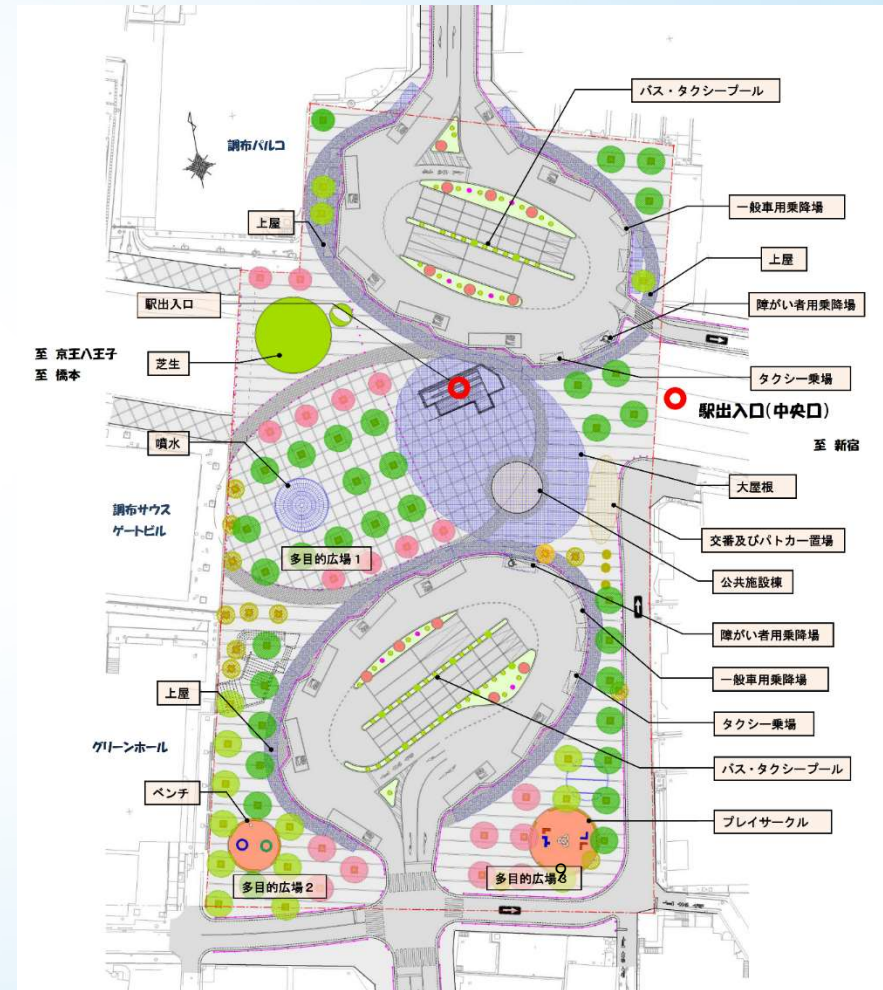 バス・タクシープール
調布パルコ
一般車用乗降場
上屋
上屋
駅出入口
障がい者用乗降場
至 京王八王子
至 橋本
芝生
タクシー乗場
駅出入口(中央口)
至 新宿
噴水
大屋根
調布サウス
ゲートビル
交番及びパトカー置場
多目的広場1
公共施設棟
障がい者用乗降場
上屋
一般車用乗降場
タクシー乗場
グリーンホール
バス・タクシープール
ベンチ
プレイサークル
多目的広場2
多目的広場3